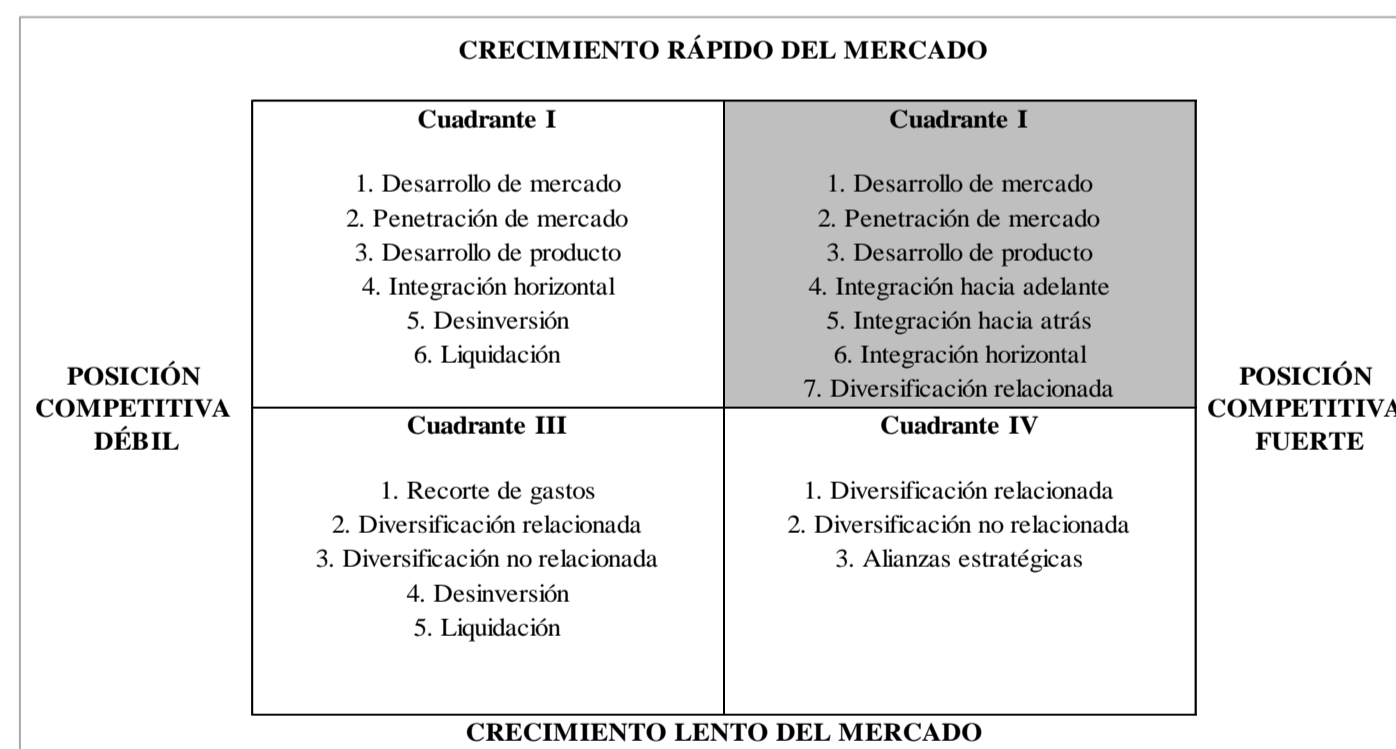 CRECIMIENTO RÁPIDO DEL MERCADO
Cuadrante I
1. Desarrollo de mercado
2. Penetración de mercado
3. Desarrollo de producto
4. Integración horizontal
5. Desinversión
6. Liquidación
Cuadrante I
1. Desarrollo de mercado
2. Penetración de mercado
3. Desarrollo de producto
4. Integración hacia adelante
5. Integración hacia atrás
6. Integración horizontal
7. Diversificación relacionada
POSICIÓN
COMPETITIVA
DÉBIL
POSICIÓN
COMPETITIVA
FUERTE
Cuadrante III
1. Recorte de gastos
2. Diversificación relacionada
3. Diversificación no relacionada
4. Desinversión
5. Liquidación
Cuadrante IV
1. Diversificación relacionada
2. Diversificación no relacionada
3. Alianzas estratégicas
CRECIMIENTO LENTO DEL MERCADO